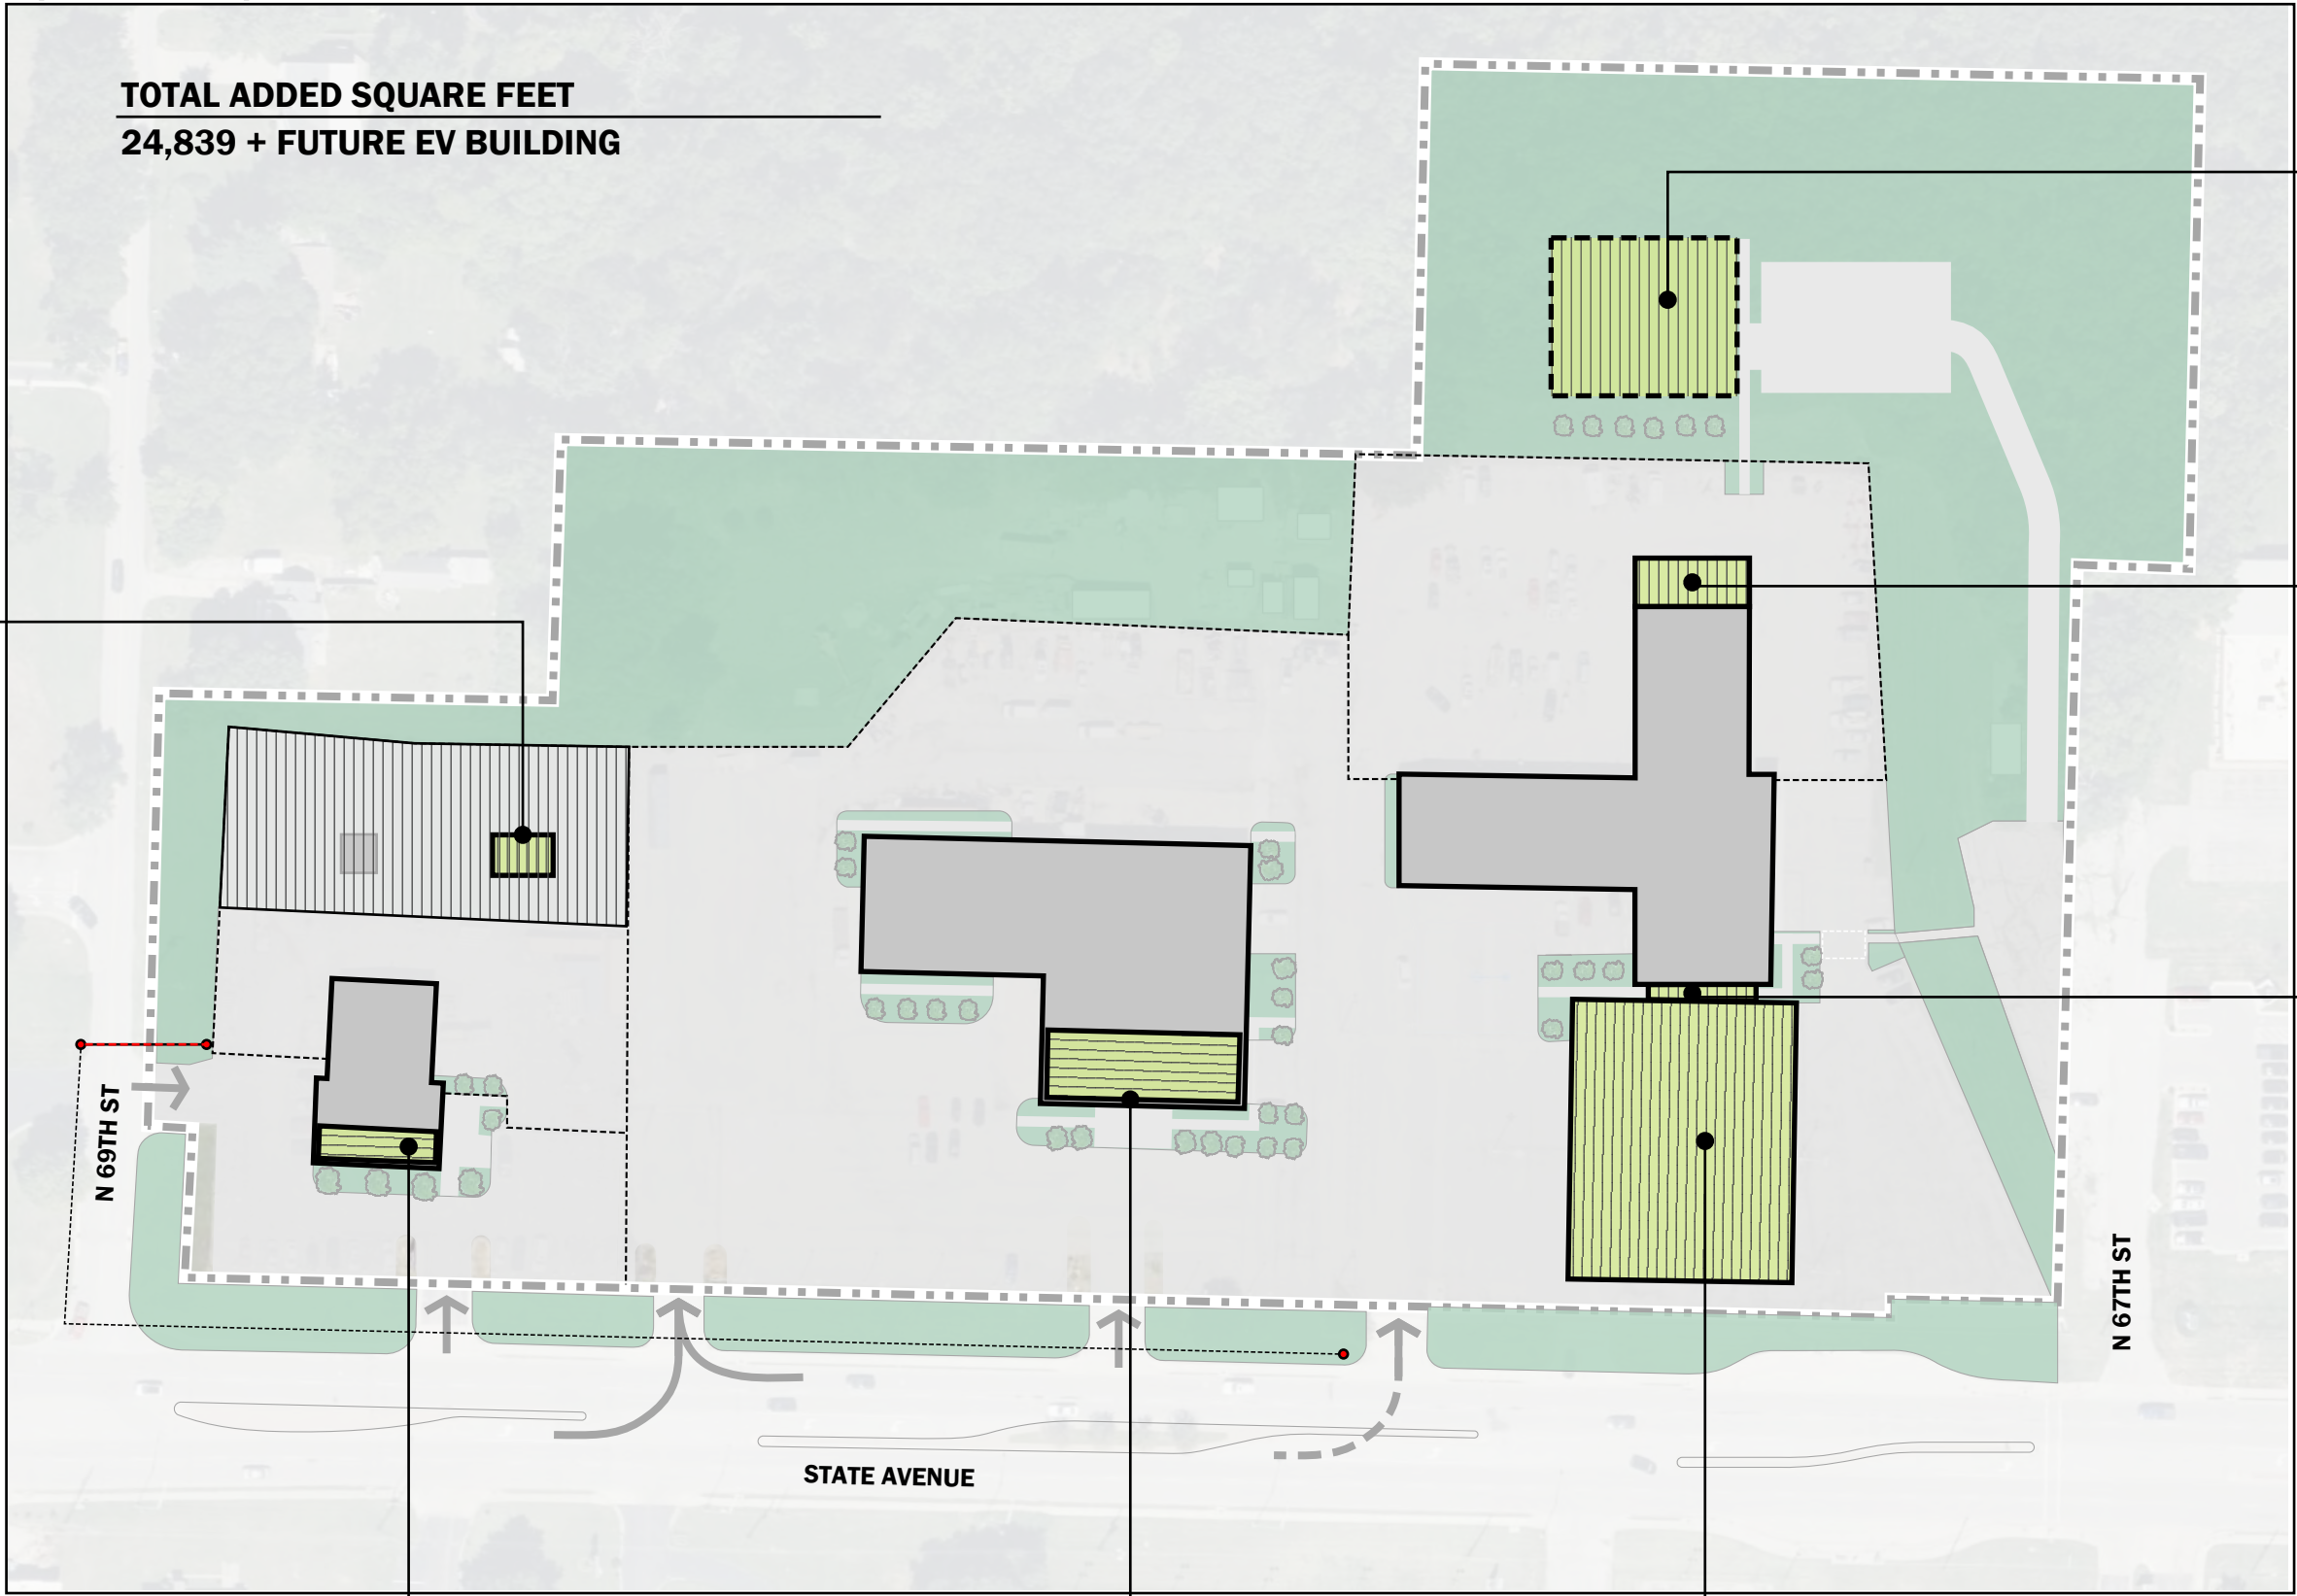 TOTAL ADDED SQUARE FEET
24,839 + FUTURE EV BUILDING
N 69TH ST
N 67TH ST
STATE AVENUE